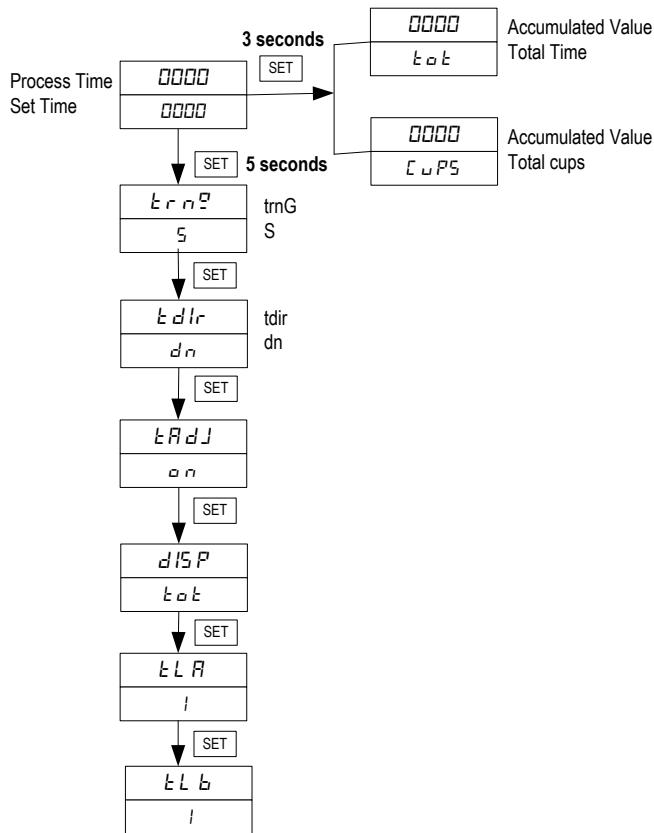 3 seconds
SET
0000
tot
Accumulated Value
Total Time
Process Time
Set Time
0000
0000
0000
CuPS
Accumulated Value
Total cups
SET
5 seconds
trnG
S
trnG
S
SET
tdIr
dn
tdir
dn
SET
tAdJ
on
SET
dISP
tot
SET
tLA
1
SET
tLb
1